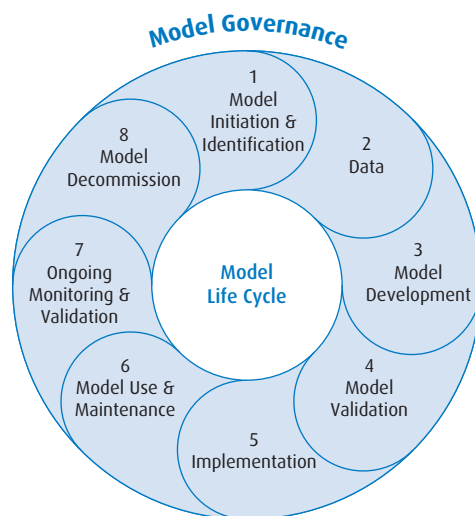 Model Governance
1
Model
Initiation &
Identification
2
Data
3
Model
Development
4
Model
Validation
5
Implementation
6
Model Use &
Maintenance
7
Ongoing
Monitoring &
Validation
8
Model
Decommission
Model
Life Cycle